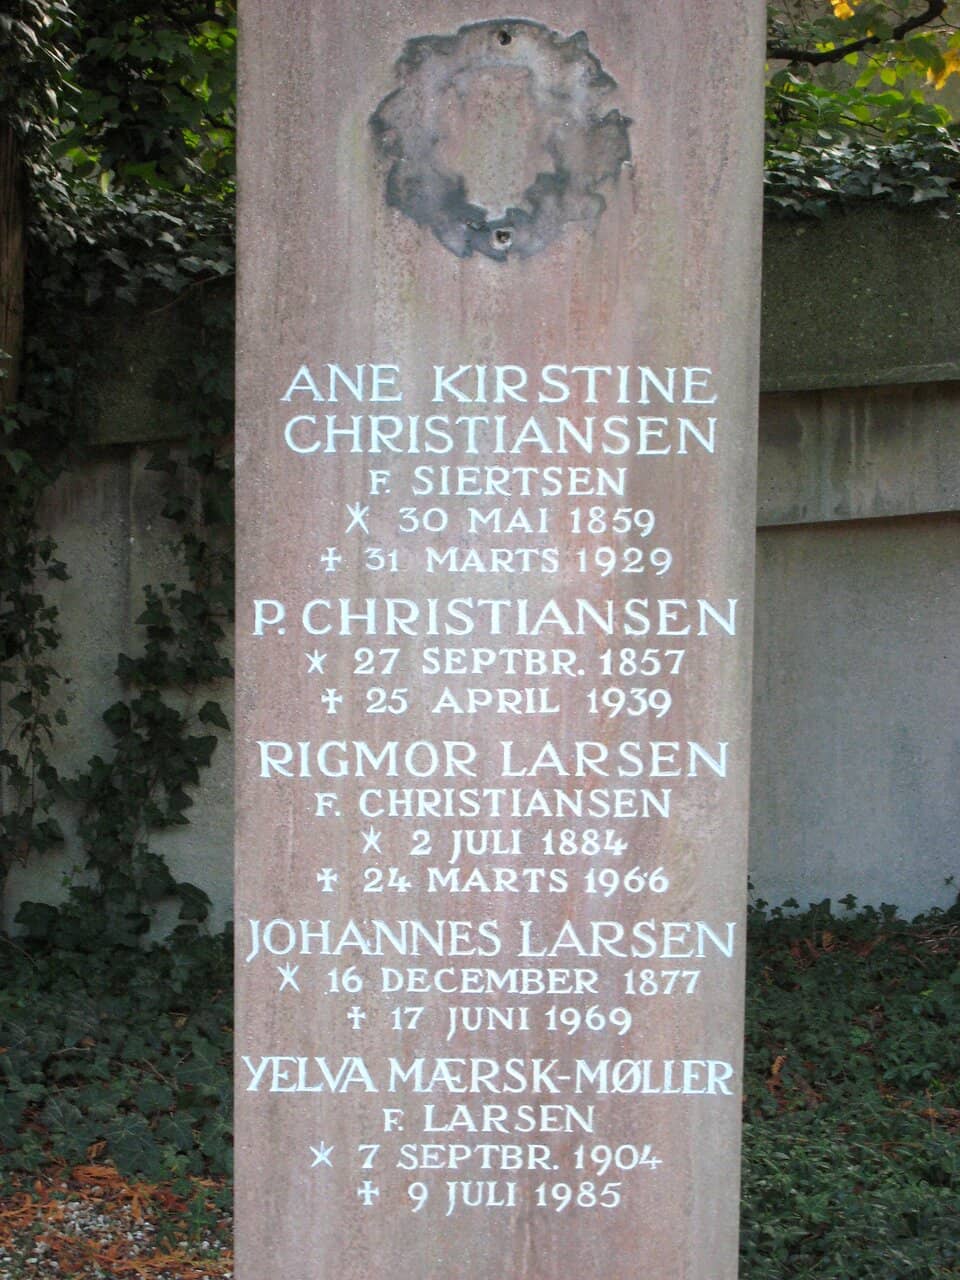 ANE KIRSTINE
CHRISTIANSEN
F. SIERTSEN
* 30 MAI 1859
✝ 31 MARTS 1929
P. CHRISTIANSEN
* 27 SEPTBR. 1857
✝ 25 APRIL 1939
RIGMOR LARSEN
F. CHRISTIANSEN
* 2 JULI 1884
✝ 24 MARTS 1966
JOHANNES LARSEN
* 16 DECEMBER 1877
✝ 17 JUNI 1969
YELVA MÆRSK-MØLLER
F. LARSEN
* 7 SEPTBR. 1904
✝ 9 JULI 1985